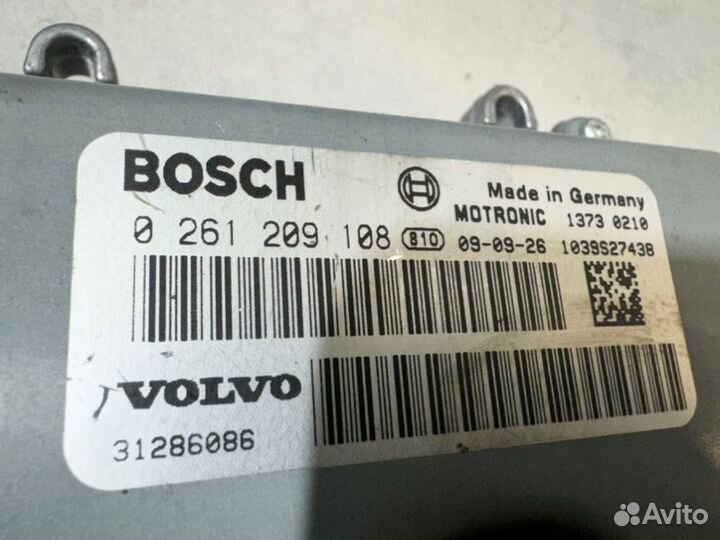 BOSCH
Made in Germany
MOTRONIC 1373 0210
0 261 209 108 810 09-09-26 1039S27438
VOLVO
31286086
Avito